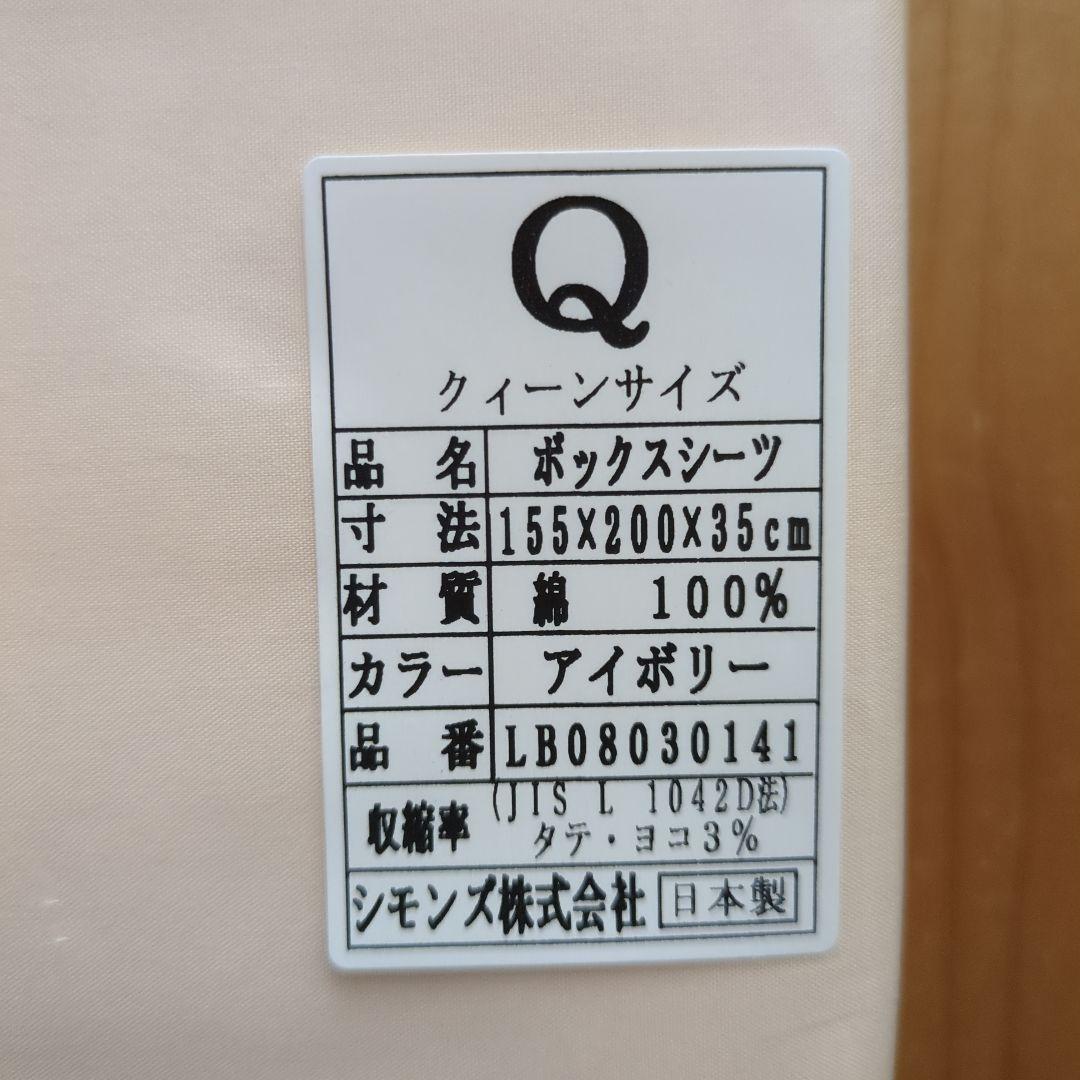 Q
クィーンサイズ
品 名 ボックスシーツ
寸 法 155×200×35cm
材 質 綿 100%
カラー アイボリー
品 番 LB08030141
収縮率 (JIS L 1042D法)
タテ・ヨコ3%
シモンズ株式会社 日本製